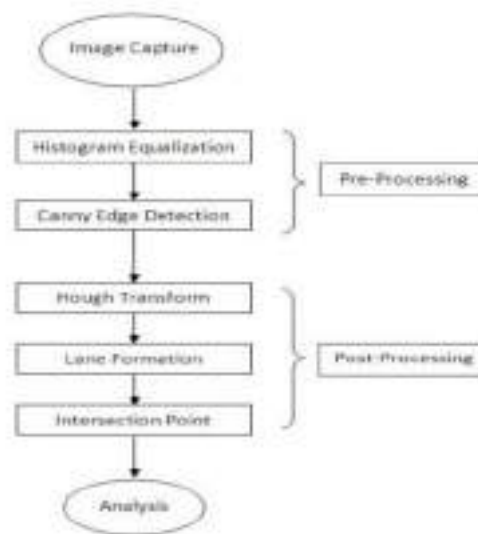 Image Capture
Histogram Equalization
Pre-Processing
Canny Edge Detection
Hough Transform
Lane Formation
Post-Processing
Intersection Point
Analysis